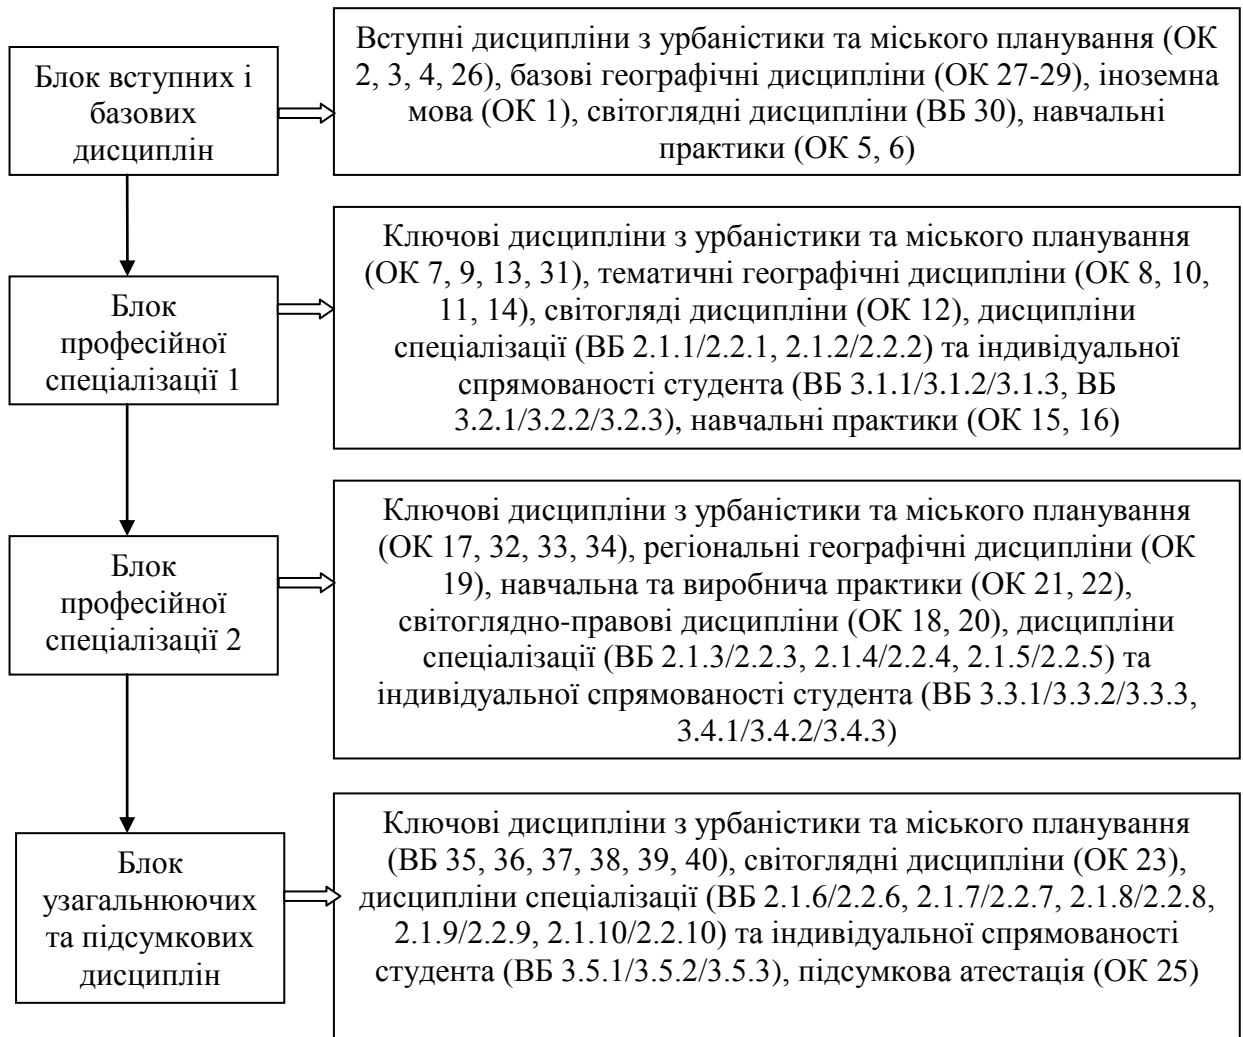 Блок вступних і
базових
дисциплін
Вступні дисципліни з урбаністики та міського планування (ОК
2, 3, 4, 26), базові географічні дисципліни (ОК 27-29), іноземна
мова (ОК 1), світоглядні дисципліни (ВБ 30), навчальні
практики (ОК 5, 6)
Блок
професійної
спеціалізації 1
Ключові дисципліни з урбаністики та міського планування
(ОК 7, 9, 13, 31), тематичні географічні дисципліни (ОК 8, 10,
11, 14), світогляді дисципліни (ОК 12), дисципліни
спеціалізації (ВБ 2.1.1/2.2.1, 2.1.2/2.2.2) та індивідуальної
спрямованості студента (ВБ 3.1.1/3.1.2/3.1.3, ВБ
3.2.1/3.2.2/3.2.3), навчальні практики (ОК 15, 16)
Блок
професійної
спеціалізації 2
Ключові дисципліни з урбаністики та міського планування
(ОК 17, 32, 33, 34), регіональні географічні дисципліни (ОК
19), навчальна та виробнича практики (ОК 21, 22),
світоглядно-правові дисципліни (ОК 18, 20), дисципліни
спеціалізації (ВБ 2.1.3/2.2.3, 2.1.4/2.2.4, 2.1.5/2.2.5) та
індивідуальної спрямованості студента (ВБ 3.3.1/3.3.2/3.3.3,
3.4.1/3.4.2/3.4.3)
Блок
узагальнюючих
та підсумкових
дисциплін
Ключові дисципліни з урбаністики та міського планування
(ВБ 35, 36, 37, 38, 39, 40), світоглядні дисципліни (ОК 23),
дисципліни спеціалізації (ВБ 2.1.6/2.2.6, 2.1.7/2.2.7, 2.1.8/2.2.8,
2.1.9/2.2.9, 2.1.10/2.2.10) та індивідуальної спрямованості
студента (ВБ 3.5.1/3.5.2/3.5.3), підсумкова атестація (ОК 25)